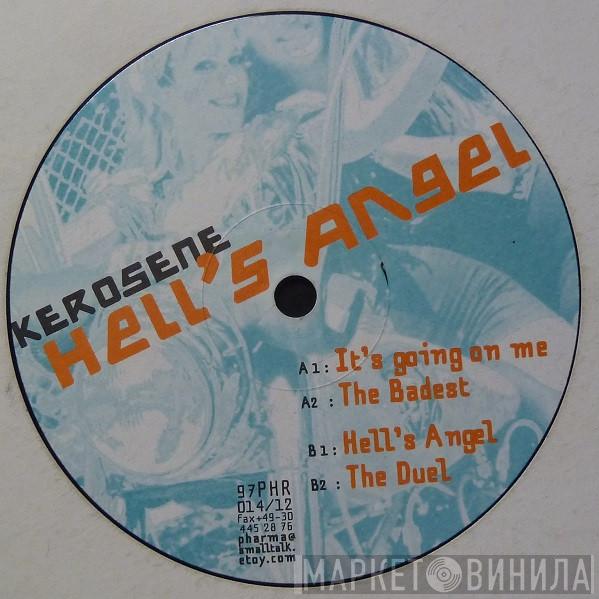 KEROSENE
Hell's Angel
A1: It's going on me
A2 : The Badest
B1: Hell's Angel
B2 : The Duel
97PHR
014/12
fax+49-30
445 28 76
pharma@
smalltalk.
etoy.com
МАРКЕТ ВИНИЛА